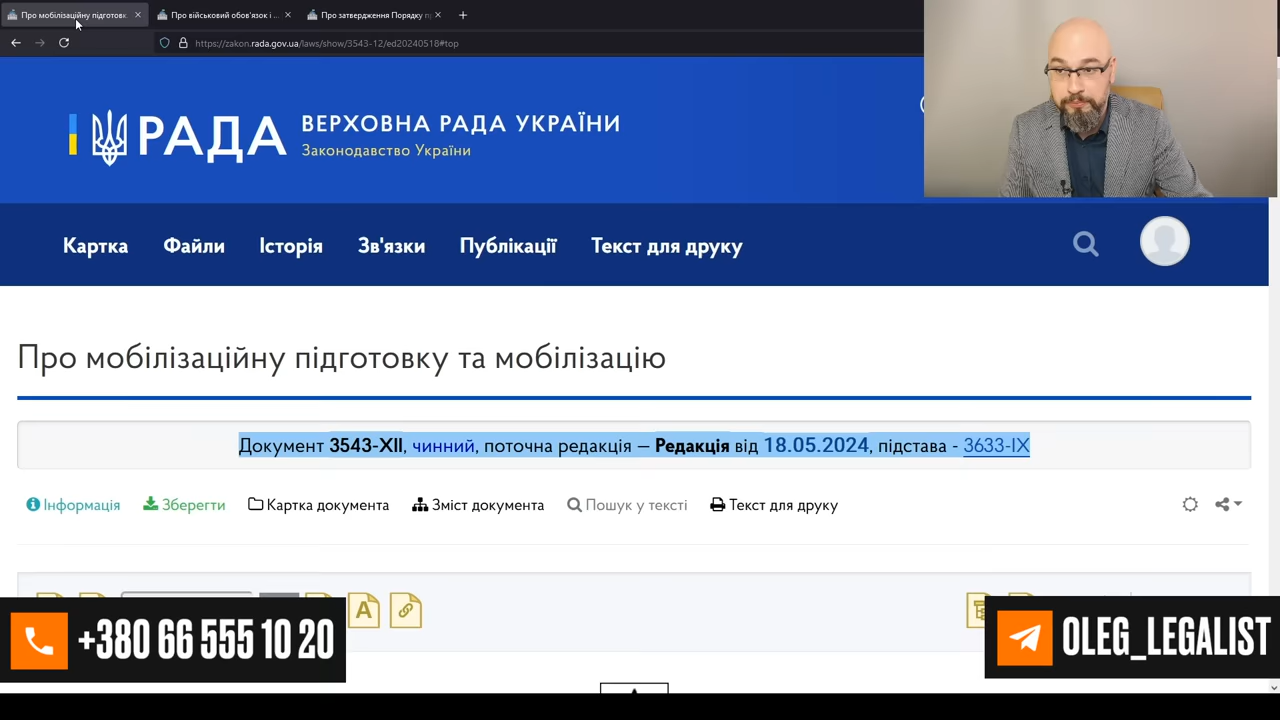 Про мобілізаційну підготовк
Про військовий обов'язок і ...
Про затвердження Порядку п
https://zakon.rada.gov.ua/laws/show/3543-12/ed20240518#top
РАДА
ВЕРХОВНА РАДА УКРАЇНИ
Законодавство України
Картка Файли Історія Зв'язки Публікації Текст для друку
Про мобілізаційну підготовку та мобілізацію
Документ 3543-XII, чинний, поточна редакція — Редакція від 18.05.2024, підстава - 3633-IX
Інформація Зберегти Картка документа Зміст документа Пошук у тексті Текст для друку
A
+380 66 555 10 20
OLEG_LEGALIST